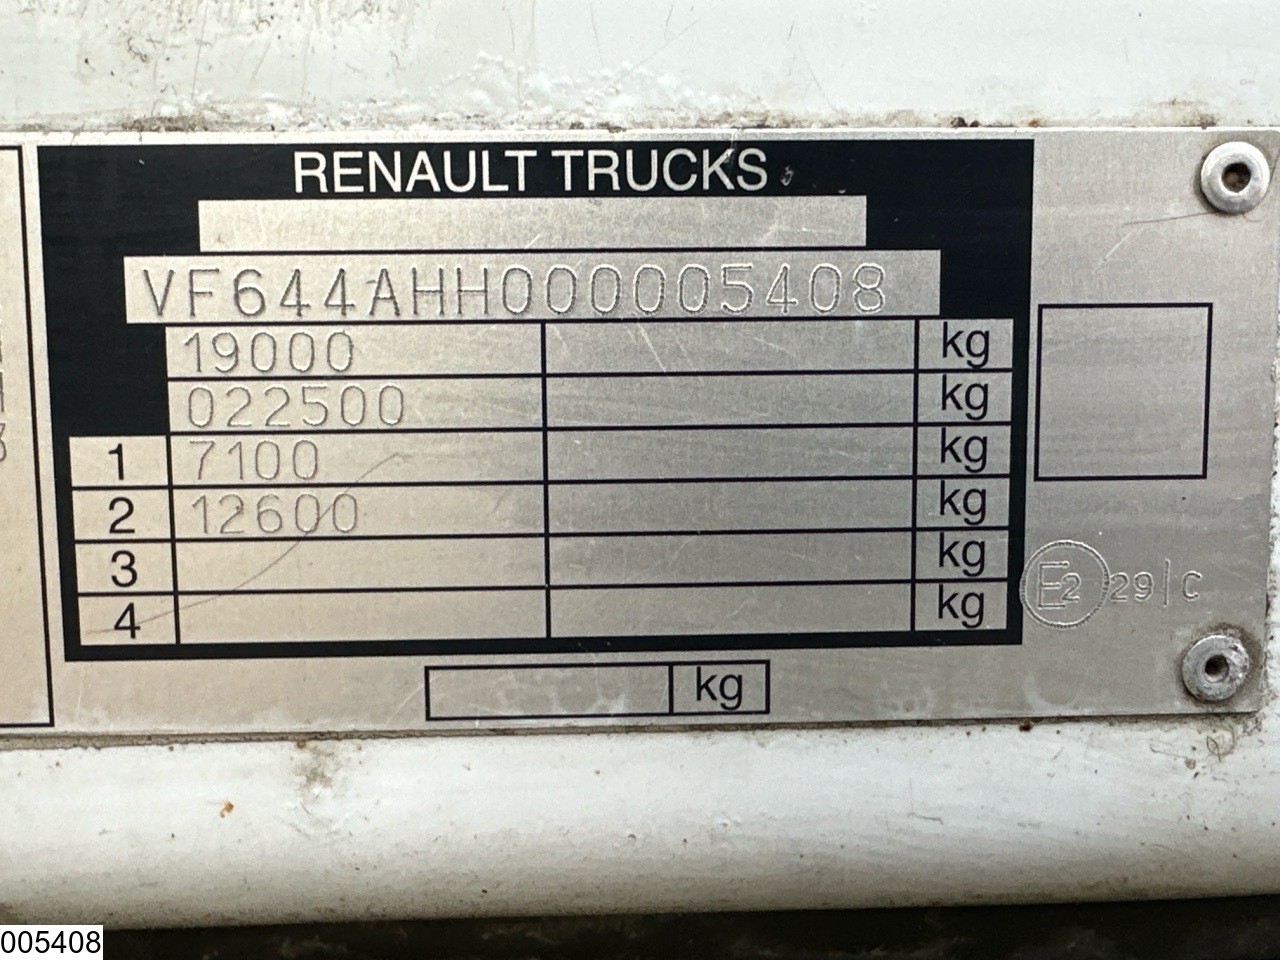 RENAULT TRUCKS
VF644AHH000005408
19000 kg
022500 kg
1 7100 kg
2 12600 kg
3 kg
4 kg
kg
E2 29/C
005408